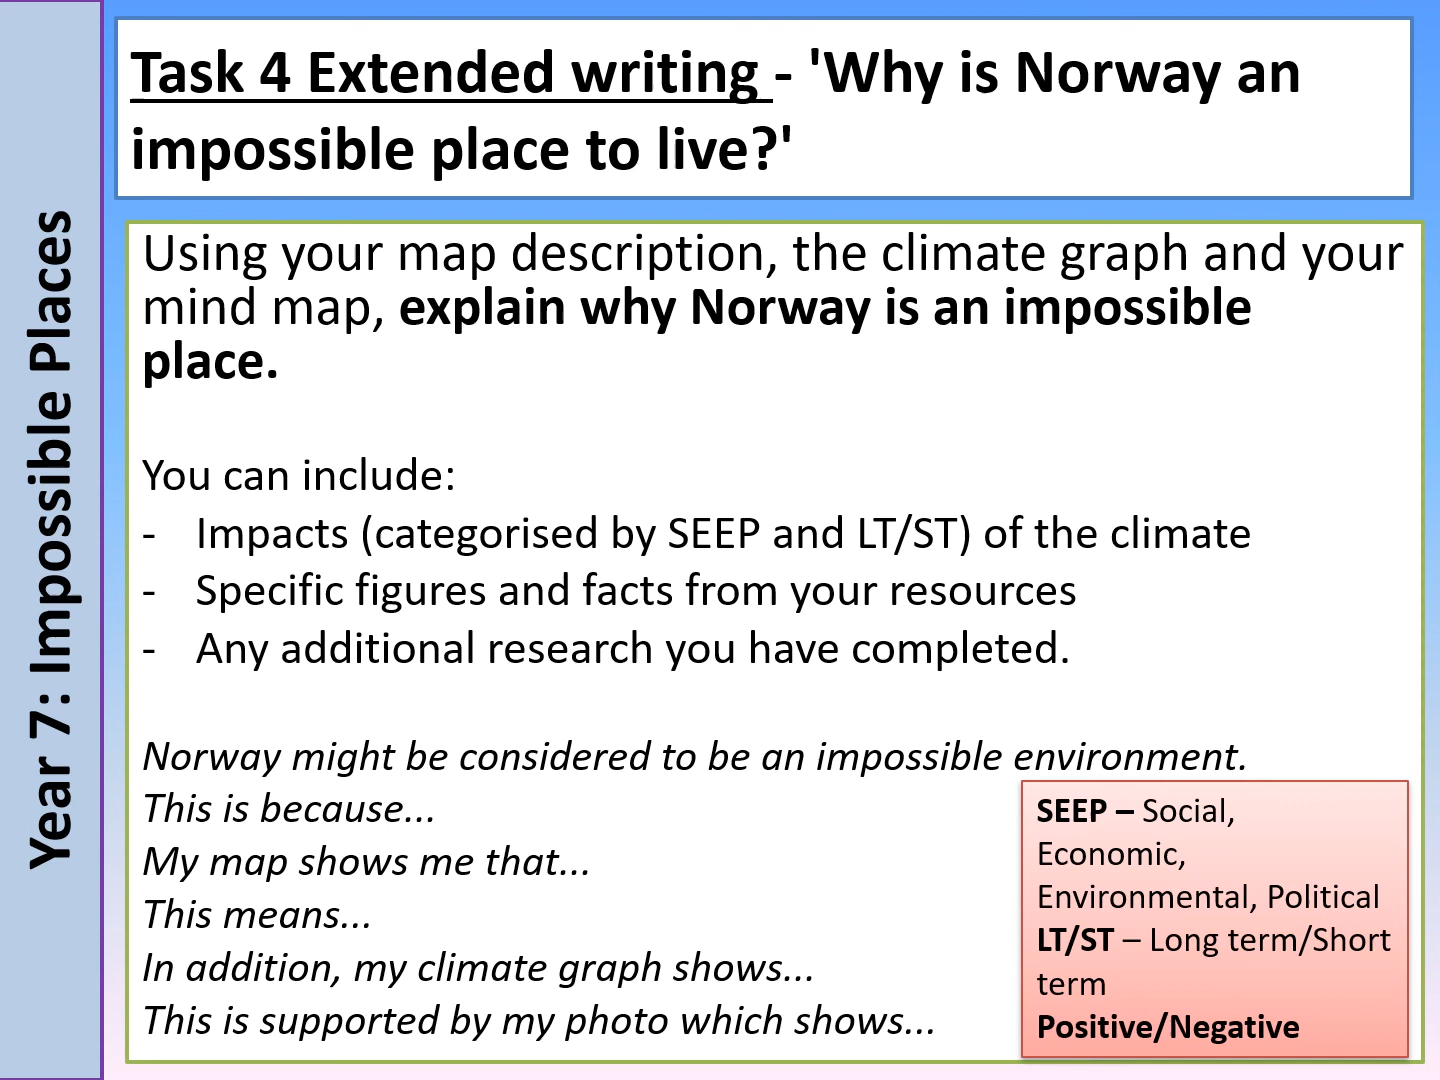 Year 7: Impossible Places
Task 4 Extended writing - 'Why is Norway an
impossible place to live?'
Using your map description, the climate graph and your
mind map, explain why Norway is an impossible
place.
You can include:
- Impacts (categorised by SEEP and LT/ST) of the climate
- Specific figures and facts from your resources
- Any additional research you have completed.
Norway might be considered to be an impossible environment.
This is because...
My map shows me that...
This means...
In addition, my climate graph shows...
This is supported by my photo which shows...
SEEP – Social,
Economic,
Environmental, Political
LT/ST – Long term/Short
term
Positive/Negative